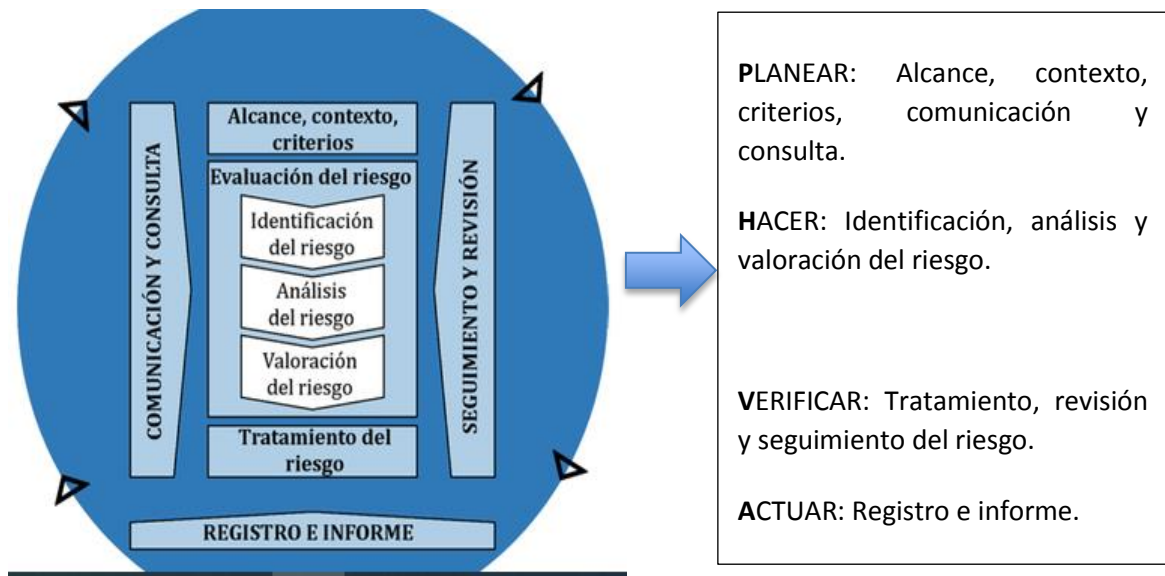 Alcance, contexto,
criterios
Evaluación del riesgo
Identificación
del riesgo
Análisis
del riesgo
Valoración
del riesgo
Tratamiento del
riesgo
COMUNICACIÓN Y CONSULTA
SEGUIMIENTO Y REVISIÓN
REGISTRO E INFORME
PLANEAR: Alcance, contexto,
criterios, comunicación y
consulta.
HACER: Identificación, análisis y
valoración del riesgo.
VERIFICAR: Tratamiento, revisión
y seguimiento del riesgo.
ACTUAR: Registro e informe.